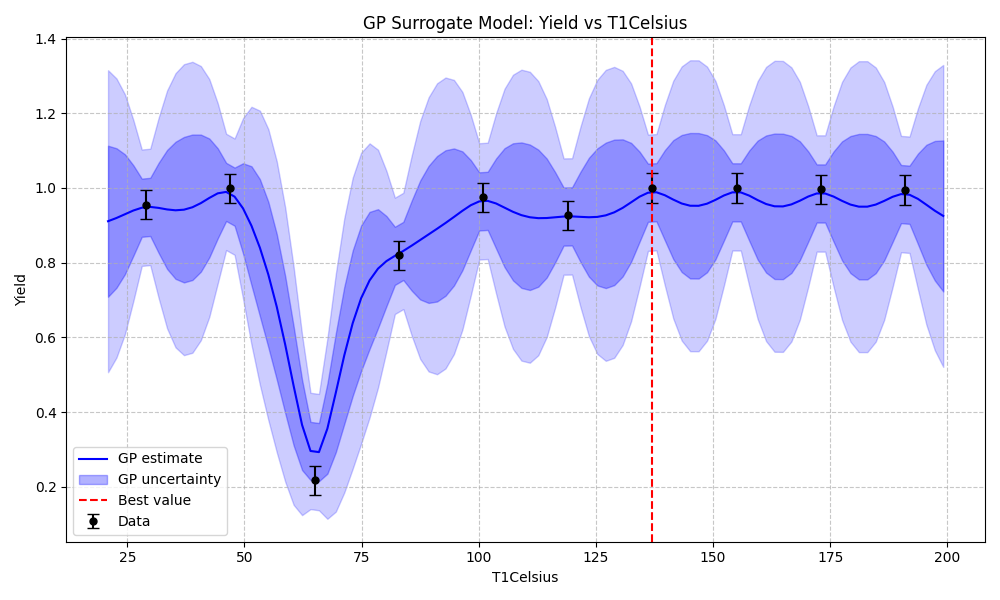 GP Surrogate Model: Yield vs T1Celsius
1.4
1.2
1.0
0.8
0.6
0.4
0.2
Yield
GP estimate
GP uncertainty
Best value
Data
25
50
75
100
125
150
175
200
T1Celsius